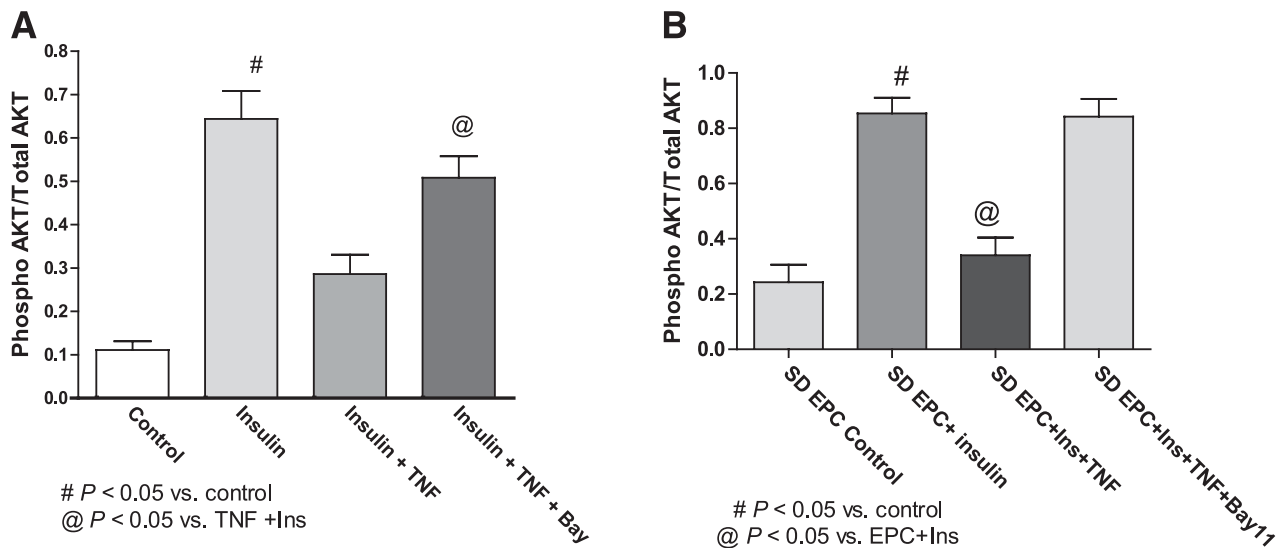 A
Phospho AKT/Total AKT
0.8
0.7
0.6
0.5
0.4
0.3
0.2
0.1
0.0
#
@
Control
Insulin
Insulin + TNF
Insulin + TNF + Bay
# P < 0.05 vs. control
@ P < 0.05 vs. TNF +Ins
B
Phospho AKT/Total AKT
1.0
0.8
0.6
0.4
0.2
0.0
#
@
SD EPC Control
SD EPC+ insulin
SD EPC+Ins+TNF
SD EPC+Ins+TNF+Bay11
# P < 0.05 vs. control
@ P < 0.05 vs. EPC+Ins